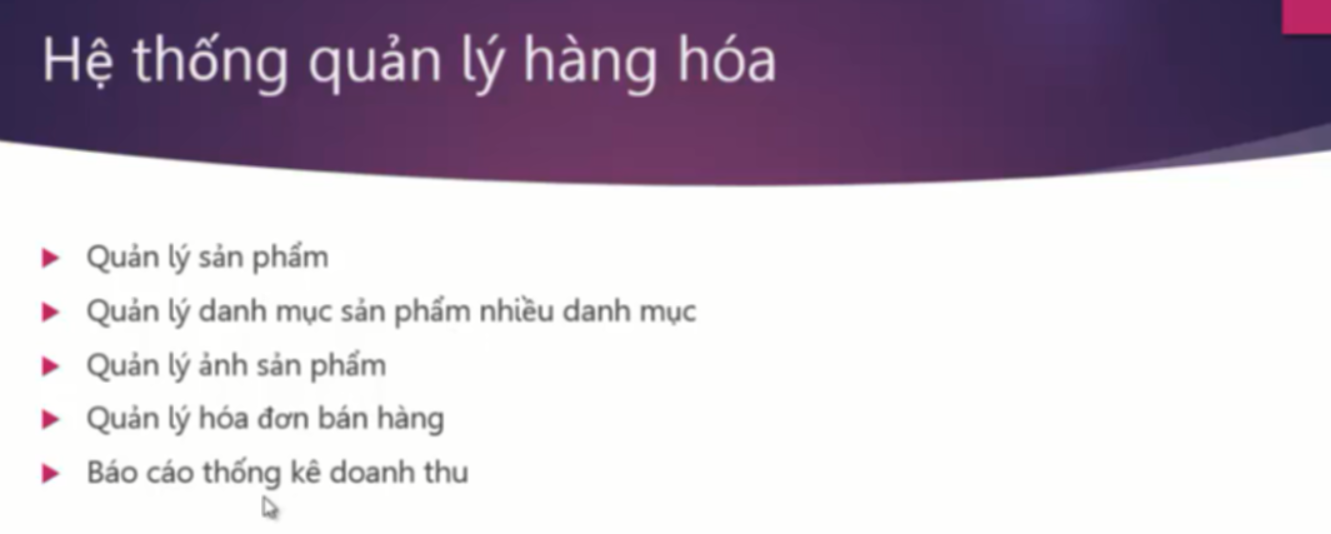 Hệ thống quản lý hàng hóa
Quản lý sản phẩm
Quản lý danh mục sản phẩm nhiều danh mục
Quản lý ảnh sản phẩm
Quản lý hóa đơn bán hàng
Báo cáo thống kê doanh thu